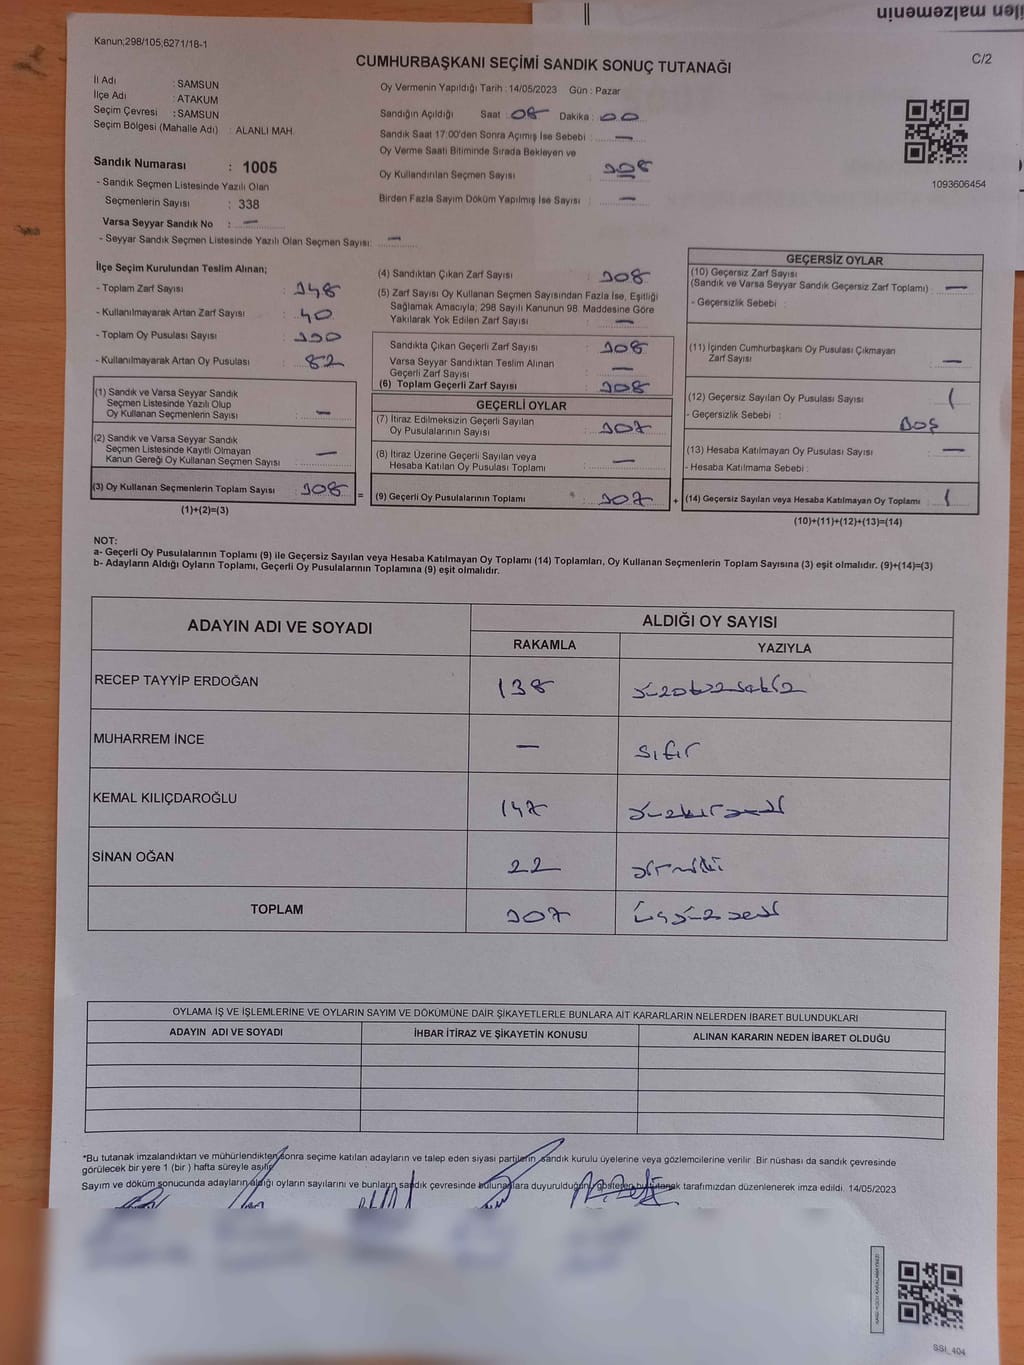 ilen malzemenin
Kanun;298/105;6271/18-1
C/2
CUMHURBAŞKANI SEÇİMİ SANDIK SONUÇ TUTANAĞI
İl Adı : SAMSUN
İlçe Adı : ATAKUM
Seçim Çevresi : SAMSUN
Seçim Bölgesi (Mahalle Adı) : ALANLI MAH.
Sandık Numarası : 1005
- Sandık Seçmen Listesinde Yazılı Olan
Seçmenlerin Sayısı : 338
Varsa Seyyar Sandık No : —
- Seyyar Sandık Seçmen Listesinde Yazılı Olan Seçmen Sayısı: —
Oy Vermenin Yapıldığı Tarih : 14/05/2023 Gün : Pazar
Sandığın Açıldığı Saat : 08 Dakika : 00
Sandık Saat 17:00'den Sonra Açımış İse Sebebi : —
Oy Verme Saati Bitiminde Sırada Bekleyen ve
Oy Kullandırılan Seçmen Sayısı : 308
Birden Fazla Sayım Döküm Yapılmış İse Sayısı : —
1093606454
İlçe Seçim Kurulundan Teslim Alınan;
- Toplam Zarf Sayısı : 348
- Kullanılmayarak Artan Zarf Sayısı : 40
- Toplam Oy Pusulası Sayısı : 390
- Kullanılmayarak Artan Oy Pusulası : 82
(1) Sandık ve Varsa Seyyar Sandık
Seçmen Listesinde Yazılı Olup
Oy Kullanan Seçmenlerin Sayısı : —
(2) Sandık ve Varsa Seyyar Sandık
Seçmen Listesinde Kayıtlı Olmayan
Kanun Gereği Oy Kullanan Seçmen Sayısı : —
(3) Oy Kullanan Seçmenlerin Toplam Sayısı : 308 =
(1)+(2)=(3)
(4) Sandıktan Çıkan Zarf Sayısı : 308
(5) Zarf Sayısı Oy Kullanan Seçmen Sayısından Fazla İse, Eşitliği
Sağlamak Amacıyla; 298 Sayılı Kanunun 98. Maddesine Göre
Yakılarak Yok Edilen Zarf Sayısı : —
Sandıkta Çıkan Geçerli Zarf Sayısı : 308
Varsa Seyyar Sandıktan Teslim Alınan
Geçerli Zarf Sayısı : —
(6) Toplam Geçerli Zarf Sayısı : 308
GEÇERLİ OYLAR
(7) İtiraz Edilmeksizin Geçerli Sayılan
Oy Pusulalarının Sayısı : 307
(8) İtiraz Üzerine Geçerli Sayılan veya
Hesaba Katılan Oy Pusulası Toplamı : —
(9) Geçerli Oy Pusulalarının Toplamı : 307 +
GEÇERSİZ OYLAR
(10) Geçersiz Zarf Sayısı
(Sandık ve Varsa Seyyar Sandık Geçersiz Zarf Toplamı) : —
- Geçersizlik Sebebi :
(11) İçinden Cumhurbaşkanı Oy Pusulası Çıkmayan
Zarf Sayısı : —
(12) Geçersiz Sayılan Oy Pusulası Sayısı : 1
- Geçersizlik Sebebi : Boş
(13) Hesaba Katılmayan Oy Pusulası Sayısı : —
- Hesaba Katılmama Sebebi :
(14) Geçersiz Sayılan veya Hesaba Katılmayan Oy Toplamı : 1
(10)+(11)+(12)+(13)=(14)
NOT:
a- Geçerli Oy Pusulalarının Toplamı (9) ile Geçersiz Sayılan veya Hesaba Katılmayan Oy Toplamı (14) Toplamları, Oy Kullanan Seçmenlerin Toplam Sayısına (3) eşit olmalıdır. (9)+(14)=(3)
b- Adayların Aldığı Oyların Toplamı, Geçerli Oy Pusulalarının Toplamına (9) eşit olmalıdır.
ADAYIN ADI VE SOYADI
ALDIĞI OY SAYISI
RAKAMLA YAZIYLA
RECEP TAYYİP ERDOĞAN 138 yüzotuzsekiz
MUHARREM İNCE — sıfır
KEMAL KILIÇDAROĞLU 147 yüzkırkyedi
SİNAN OĞAN 22 yirmiiki
TOPLAM 307 üçyüzyedi
OYLAMA İŞ VE İŞLEMLERİNE VE OYLARIN SAYIM VE DÖKÜMÜNE DAİR ŞİKAYETLERLE BUNLARA AİT KARARLARIN NELERDEN İBARET BULUNDUKLARI
ADAYIN ADI VE SOYADI İHBAR İTİRAZ VE ŞİKAYETİN KONUSU ALINAN KARARIN NEDEN İBARET OLDUĞU
*Bu tutanak imzalandıktan ve mühürlendikten sonra seçime katılan adayların ve talep eden siyasi partilerin, sandık kurulu üyelerine veya gözlemcilerine verilir. Bir nüshası da sandık çevresinde
görülecek bir yere 1 (bir ) hafta süreyle asılır.
Sayım ve döküm sonucunda adayların aldığı oyların sayılarını ve bunların sandık çevresinde bulunanlara duyurulduğunu gösteren bu tutanak tarafımızdan düzenlenerek imza edildi. 14/05/2023
SSI_404